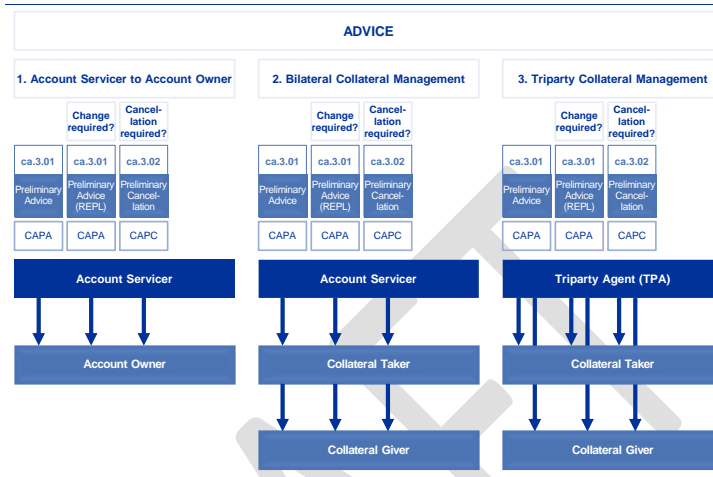 ADVICE
1. Account Servicer to Account Owner
Change
required?
Cancel-
lation
required?
ca.3.01
ca.3.01
ca.3.02
Preliminary
Advice
Preliminary
Advice
(REPL)
Preliminary
Cancel-
lation
CAPA
CAPA
CAPC
Account Servicer
Account Owner
2. Bilateral Collateral Management
Change
required?
Cancel-
lation
required?
ca.3.01
ca.3.01
ca.3.02
Preliminary
Advice
Preliminary
Advice
(REPL)
Preliminary
Cancel-
lation
CAPA
CAPA
CAPC
Account Servicer
Collateral Taker
Collateral Giver
3. Triparty Collateral Management
Change
required?
Cancel-
lation
required?
ca.3.01
ca.3.01
ca.3.02
Preliminary
Advice
Preliminary
Advice
(REPL)
Preliminary
Cancel-
lation
CAPA
CAPA
CAPC
Triparty Agent (TPA)
Collateral Taker
Collateral Giver